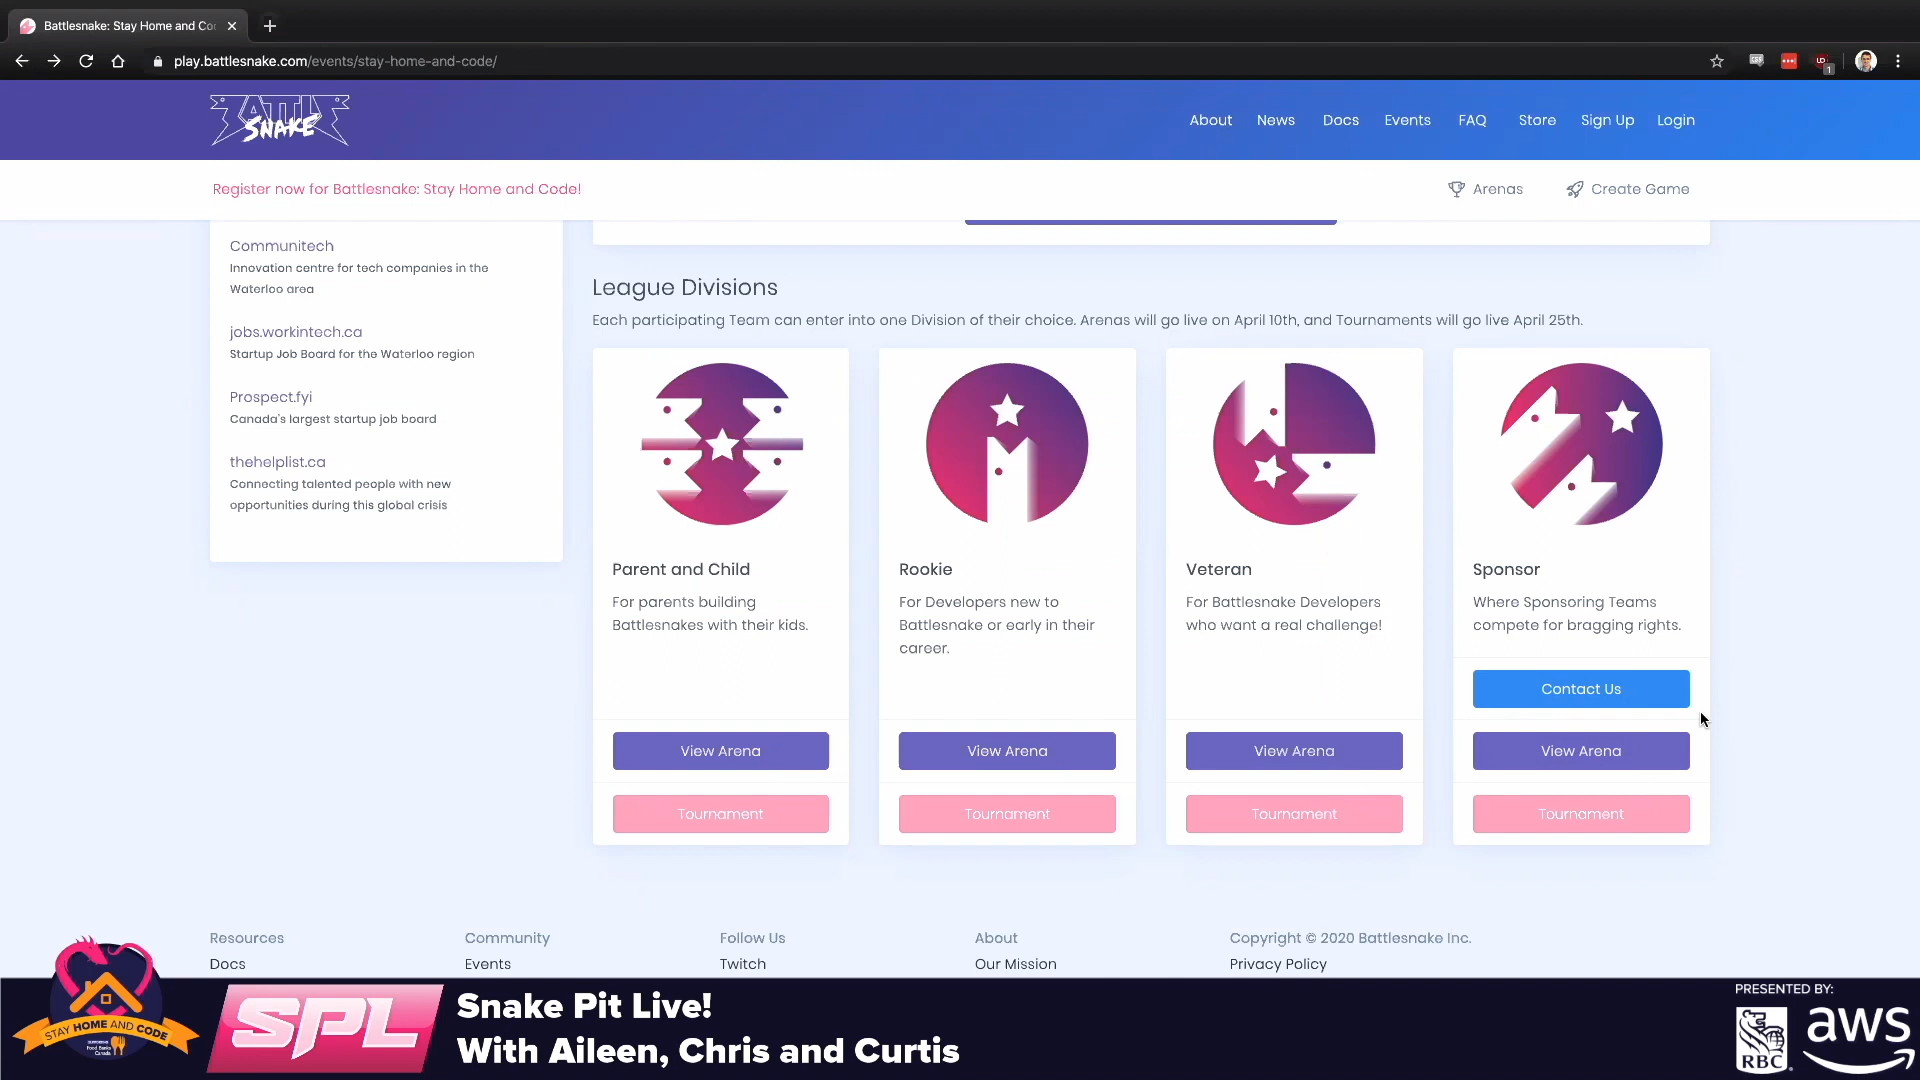 Battlesnake: Stay Home and Co
play.battlesnake.com/events/stay-home-and-code/
1
BATTLE
SNAKE
About
News
Docs
Events
FAQ
Store
Sign Up
Login
Register now for Battlesnake: Stay Home and Code!
Arenas
Create Game
Communitech
Innovation centre for tech companies in the
Waterloo area
jobs.workintech.ca
Startup Job Board for the Waterloo region
Prospect.fyi
Canada's largest startup job board
thehelplist.ca
Connecting talented people with new
opportunities during this global crisis
League Divisions
Each participating Team can enter into one Division of their choice. Arenas will go live on April 10th, and Tournaments will go live April 25th.
Parent and Child
For parents building
Battlesnakes with their kids.
View Arena
Tournament
Rookie
For Developers new to
Battlesnake or early in their
career.
View Arena
Tournament
Veteran
For Battlesnake Developers
who want a real challenge!
View Arena
Tournament
Sponsor
Where Sponsoring Teams
compete for bragging rights.
Contact Us
View Arena
Tournament
Resources
Docs
Community
Events
Follow Us
Twitch
About
Our Mission
Copyright © 2020 Battlesnake Inc.
Privacy Policy
STAY HOME AND CODE
SUPPORTING
Food Banks
Canada
SPL
Snake Pit Live!
With Aileen, Chris and Curtis
PRESENTED BY:
RBC
aws